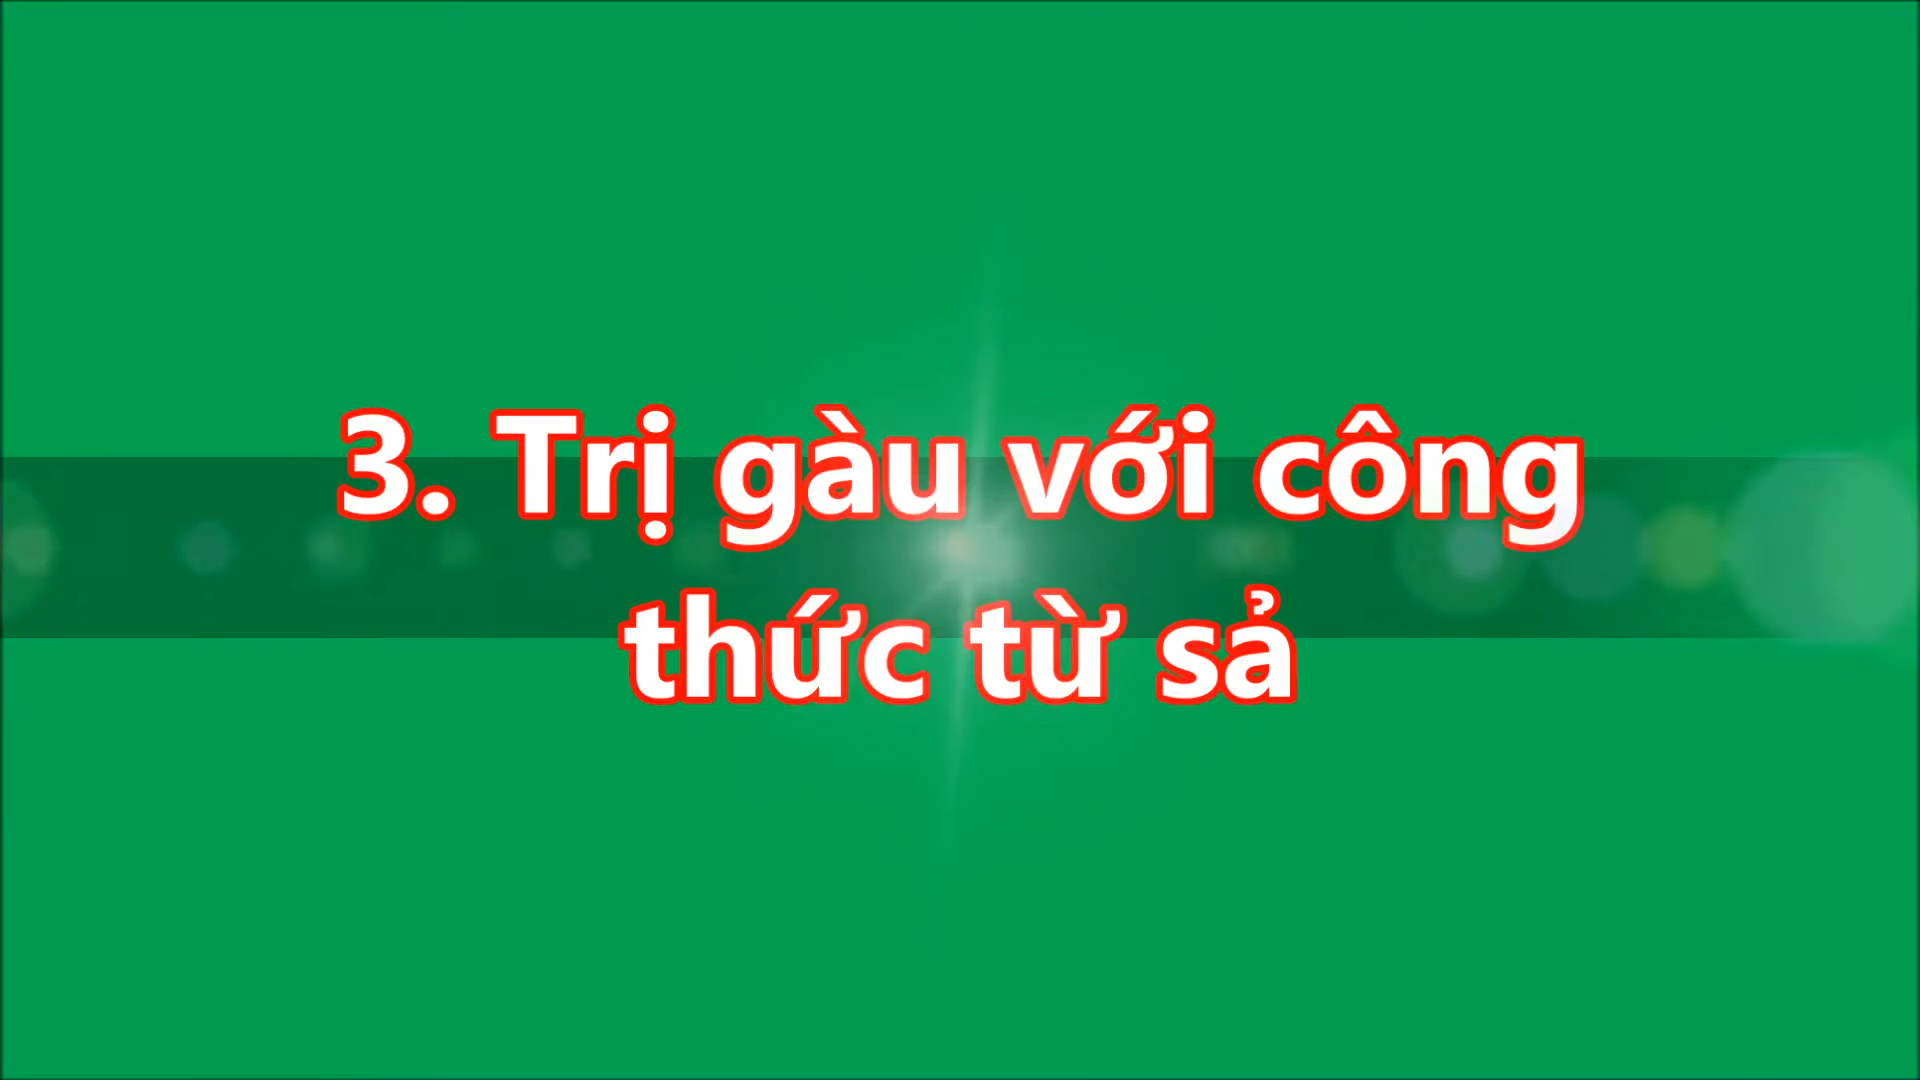 3. Trị gàu với công
thức từ sả